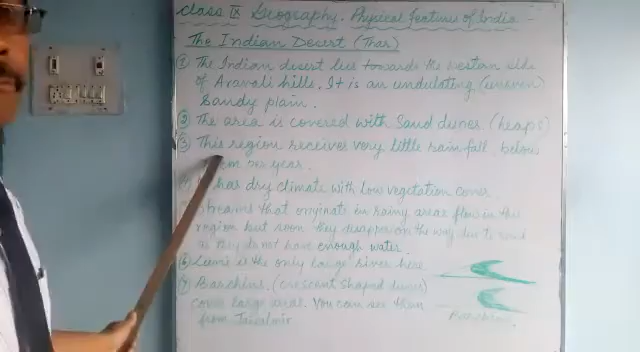 Class IX Geography. Physical features of India -
The Indian Desert (Thar)
① The Indian desert lies towards the western side
of Aravali hills. It is an undulating (uneven)
Sandy plain.
② The area is covered with Sand dunes (heaps)
③ This region receives very little rainfall below
year.
has dry climate with low vegetation cover
Streams that originate in rainy areas flow in this
region but soon they disappear on the way due to
as they do not have enough water.
⑥ Luni is the only large river here
⑦ Barchans (crescent shaped dunes)
cover large areas. You can see them
from Jaisalmer
Barchans